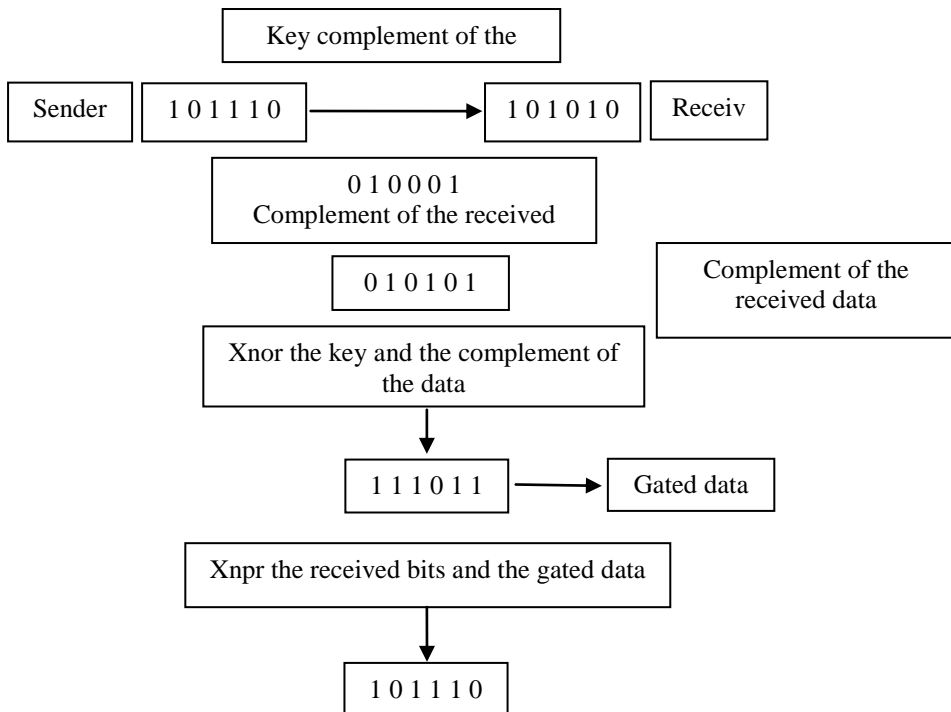 Key complement of the
Sender
1 0 1 1 1 0
1 0 1 0 1 0
Receiv
0 1 0 0 0 1
Complement of the received
0 1 0 1 0 1
Complement of the
received data
Xnor the key and the complement of
the data
1 1 1 0 1 1
Gated data
Xnpr the received bits and the gated data
1 0 1 1 1 0